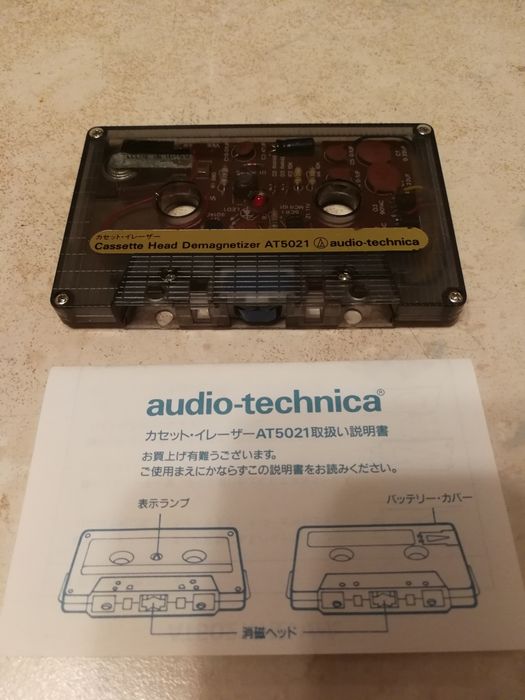 カセット・イレーザー
Cassette Head Demagnetizer AT5021 audio-technica
audio-technica®
カセット・イレーザーAT5021取扱い説明書
お買上げ有難うございます。
ご使用まえにかならずこの説明書をお読みください。
表示ランプ
バッテリー・カバー
消磁ヘッド